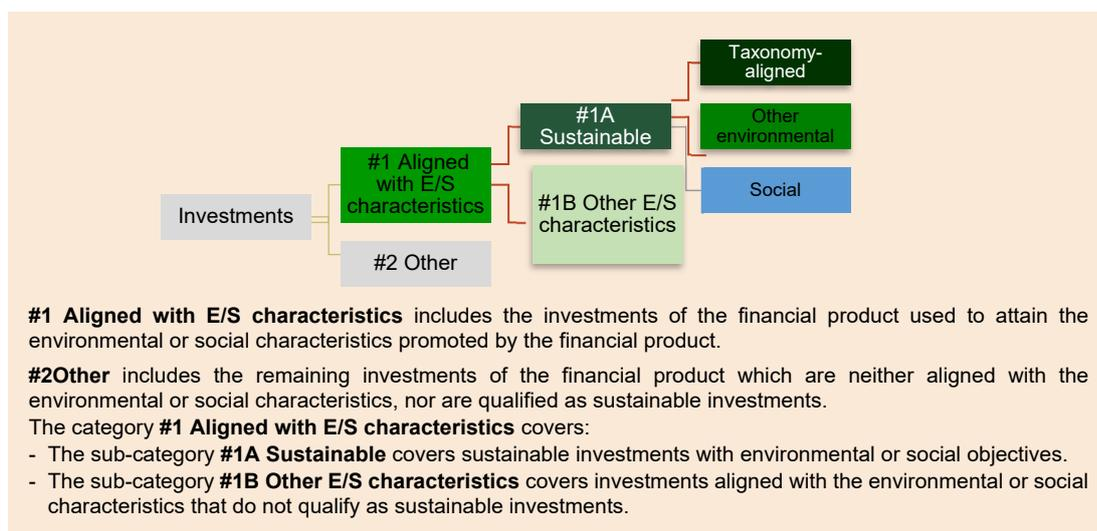 Taxonomy-
aligned
#1A
Sustainable
Other
environmental
#1 Aligned
with E/S
characteristics
Social
#1B Other E/S
characteristics
Investments
#2 Other
#1 Aligned with E/S characteristics includes the investments of the financial product used to attain the
environmental or social characteristics promoted by the financial product.
#2Other includes the remaining investments of the financial product which are neither aligned with the
environmental or social characteristics, nor are qualified as sustainable investments.
The category #1 Aligned with E/S characteristics covers:
- The sub-category #1A Sustainable covers sustainable investments with environmental or social objectives.
- The sub-category #1B Other E/S characteristics covers investments aligned with the environmental or social
characteristics that do not qualify as sustainable investments.